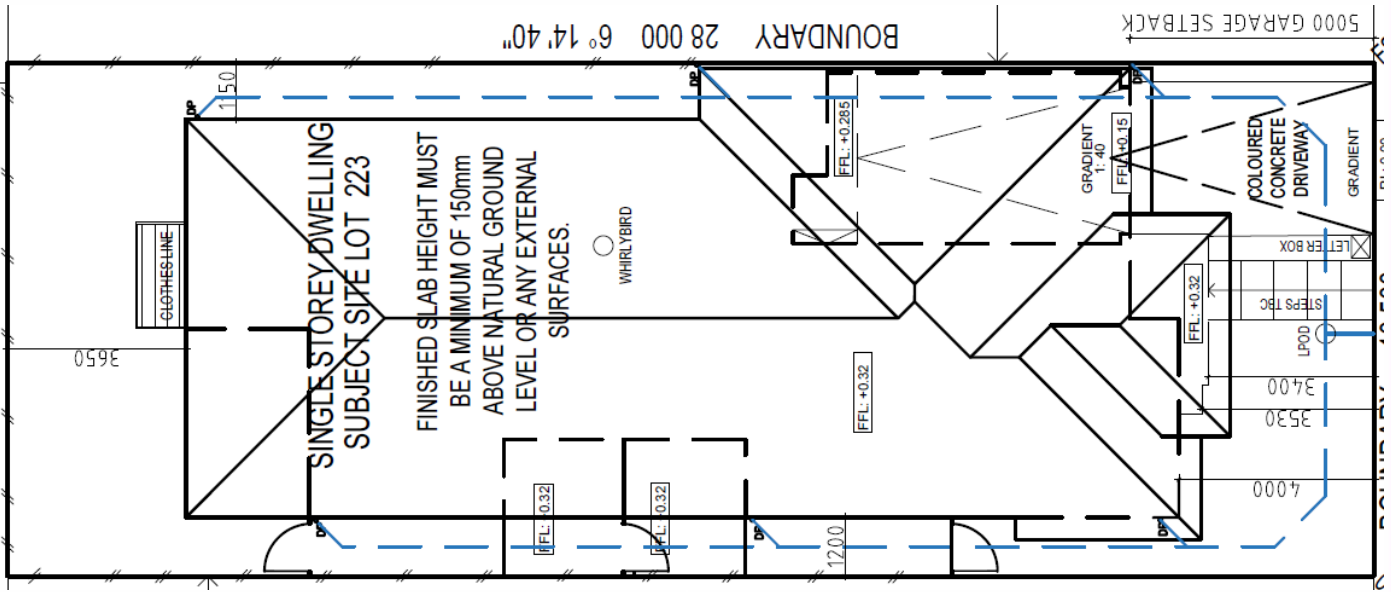 BOUNDARY 28 000 6° 14' 40"
5000 GARAGE SETBACK
DP
DP
DP
SINGLE STOREY DWELLING
SUBJECT SITE LOT 223
FINISHED SLAB HEIGHT MUST
BE A MINIMUM OF 150mm
ABOVE NATURAL GROUND
LEVEL OR ANY EXTERNAL
SURFACES.
WHIRLYBIRD
CLOTHES LINE
3650
FFL: +0.285
GRADIENT
1: 40
FFL: +0.15
COLOURED
CONCRETE
DRIVEWAY
GRADIENT
LETTER BOX
STEPS TBC
FFL: +0.32
LPOD
3400
3530
4000
FFL: +0.32
FFL: +0.32
FFL: +0.32
1200
DP
DP
DP
BOUNDARY